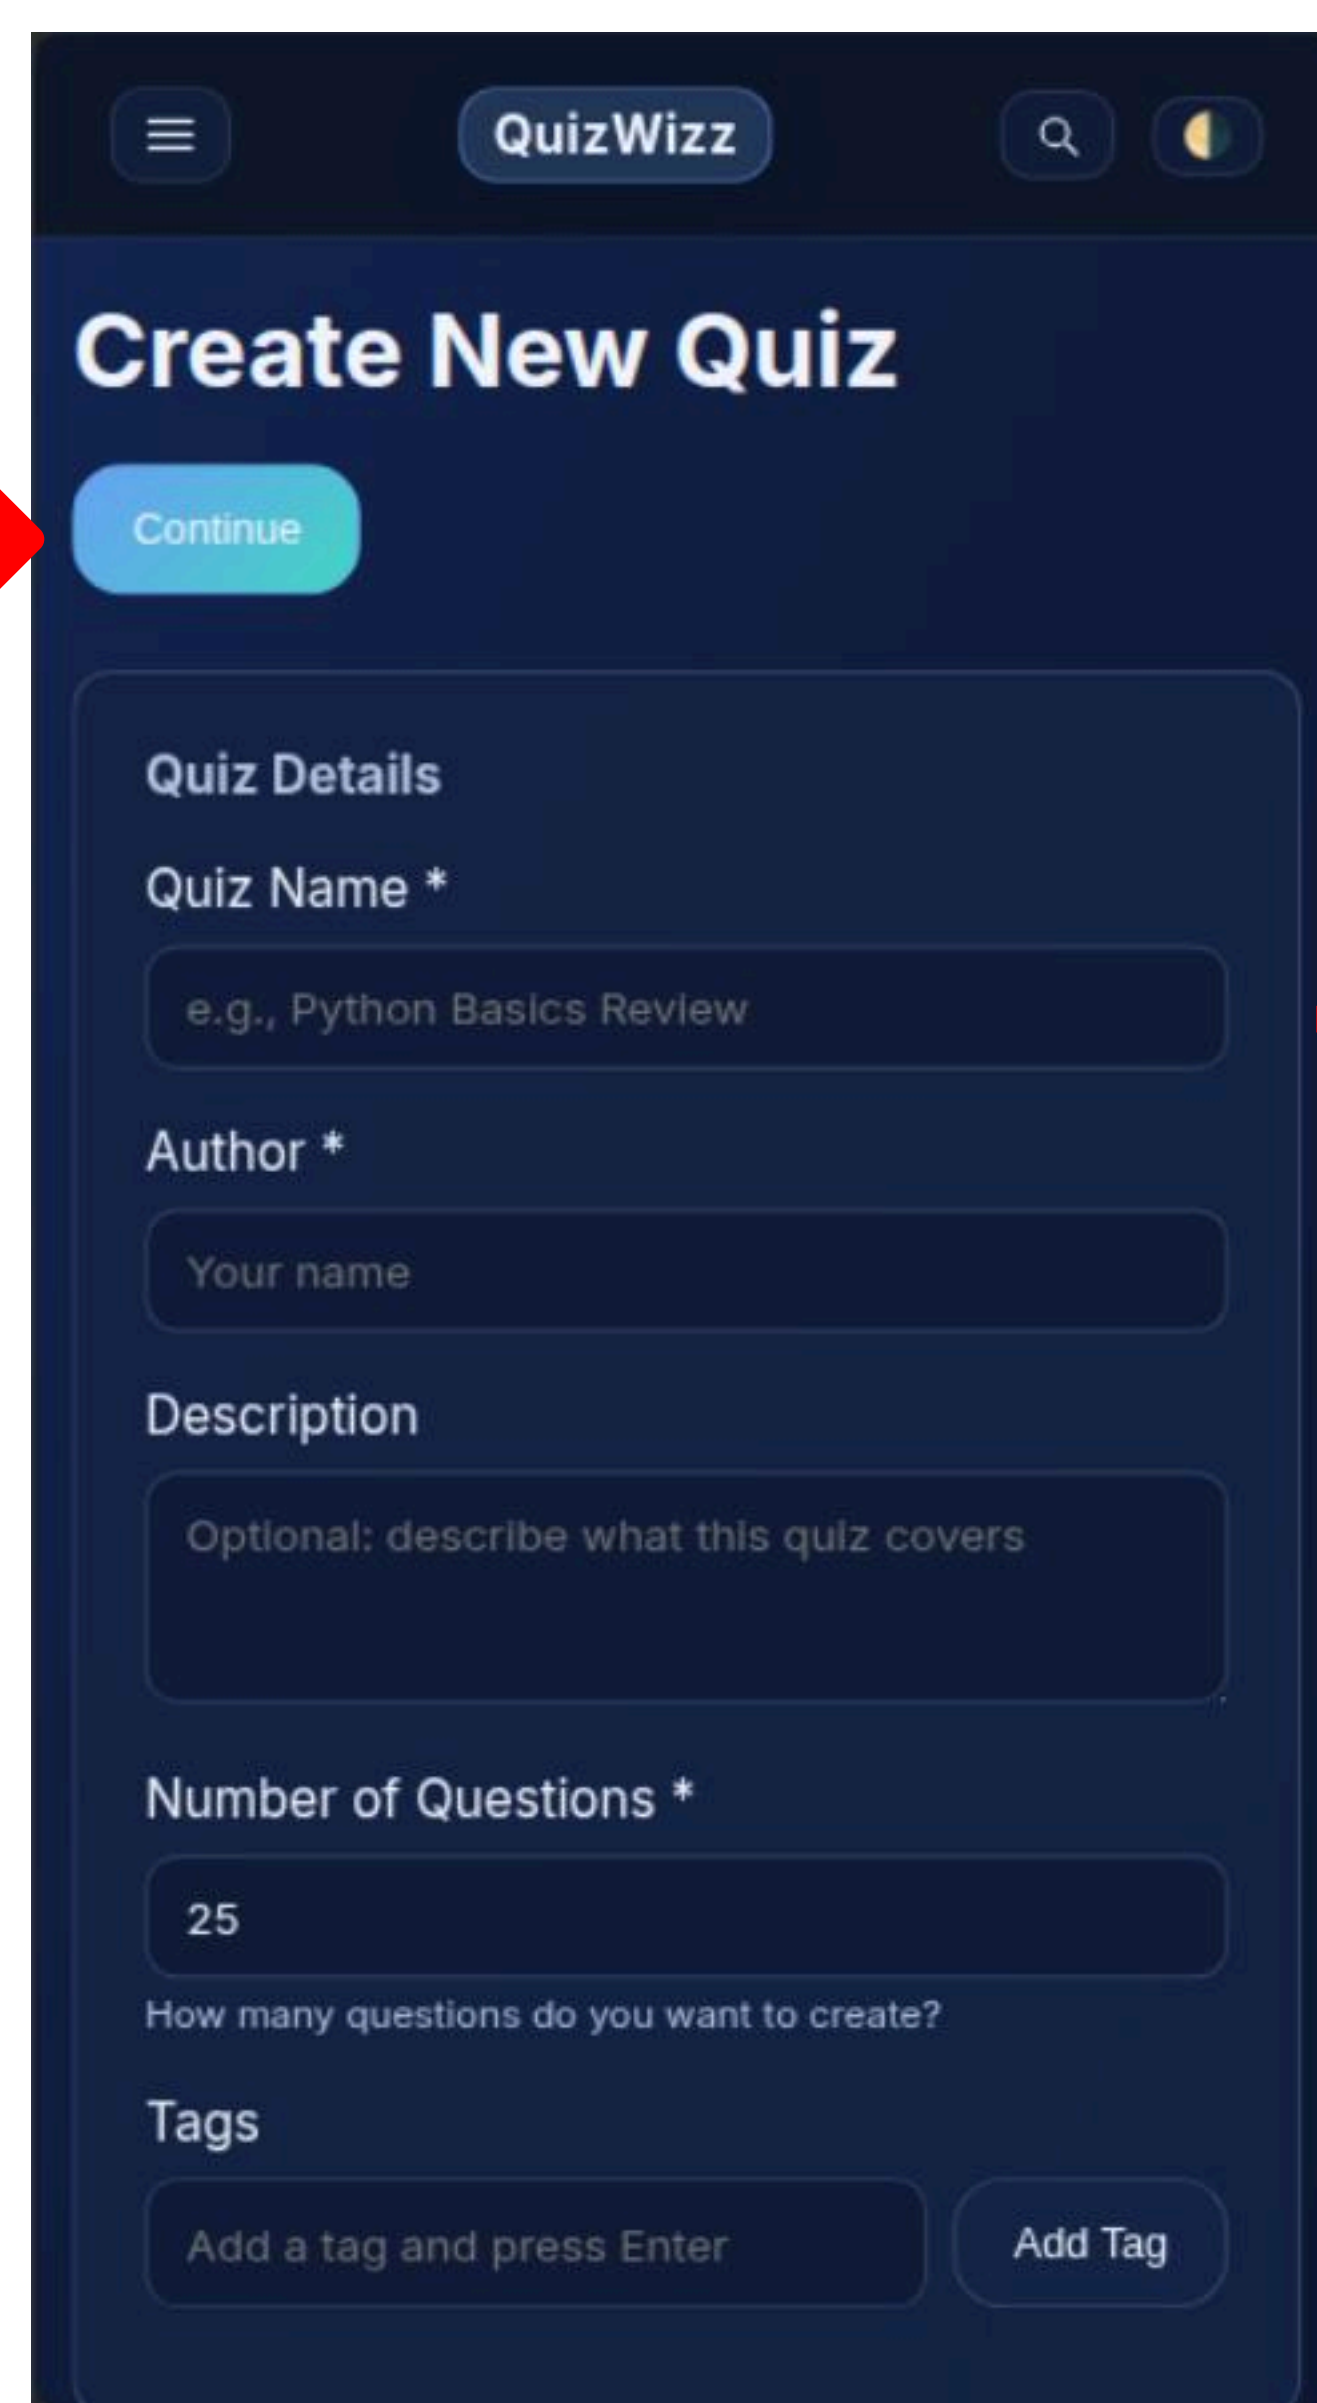 QuizWizz
Create New Quiz
Continue
Quiz Details
Quiz Name *
e.g., Python Basics Review
Author *
Your name
Description
Optional: describe what this quiz covers
Number of Questions *
25
How many questions do you want to create?
Tags
Add a tag and press Enter
Add Tag